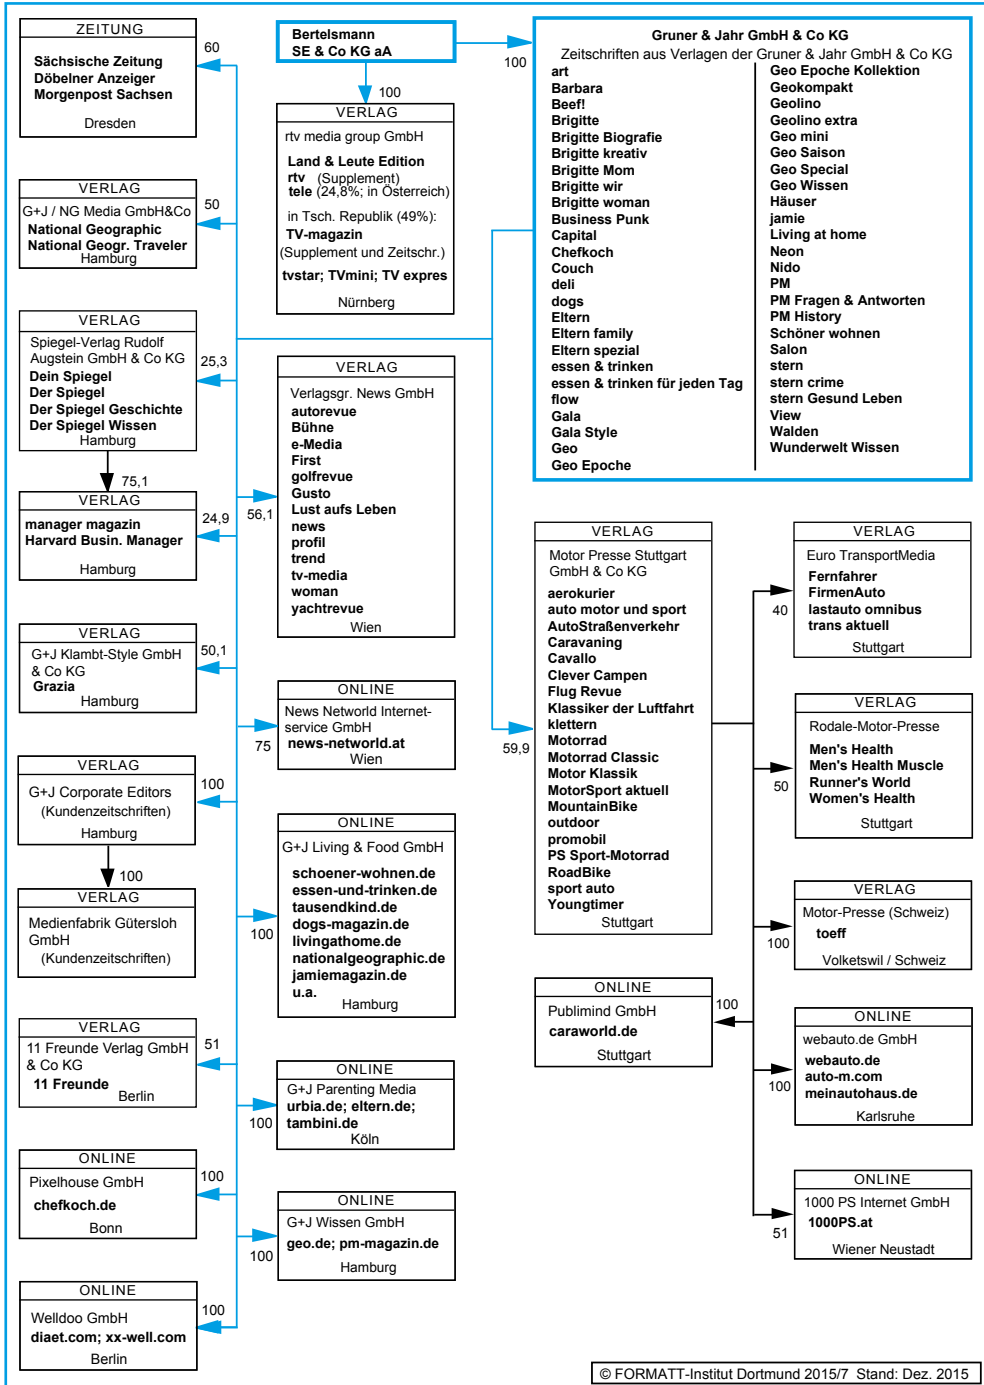 ZEITUNG
60
Sächsische Zeitung
Döbelner Anzeiger
Morgenpost Sachsen
Dresden
VERLAG
G+J / NG Media GmbH&Co
50
National Geographic
National Geogr. Traveler
Hamburg
VERLAG
Spiegel-Verlag Rudolf
Augstein GmbH & Co KG
25,3
Dein Spiegel
Der Spiegel
Der Spiegel Geschichte
Der Spiegel Wissen
Hamburg
75,1
VERLAG
manager magazin
24,9
Harvard Busin. Manager
Hamburg
VERLAG
G+J Klambt-Style GmbH
& Co KG
50,1
Grazia
Hamburg
VERLAG
G+J Corporate Editors
100
(Kundenzeitschriften)
Hamburg
100
VERLAG
Medienfabrik Gütersloh
GmbH
(Kundenzeitschriften)
VERLAG
11 Freunde Verlag GmbH
& Co KG
51
11 Freunde
Berlin
ONLINE
Pixelhouse GmbH
100
chefkoch.de
Bonn
ONLINE
Welldoo GmbH
100
diaet.com; xx-well.com
Berlin
Bertelsmann
SE & Co KG aA
100
VERLAG
rtv media group GmbH
Land & Leute Edition
rtv (Supplement)
tele (24,8%; in Österreich)
in Tsch. Republik (49%):
TV-magazin
(Supplement und Zeitschr.)
tvstar; TVmini; TV expres
Nürnberg
VERLAG
Verlagsgr. News GmbH
autorevue
Bühne
e-Media
First
golfrevue
Gusto
56,1
Lust aufs Leben
news
profil
trend
tv-media
woman
yachtrevue
Wien
ONLINE
News Networld Internet-
service GmbH
75
news-networld.at
Wien
ONLINE
G+J Living & Food GmbH
schoener-wohnen.de
essen-und-trinken.de
tausendkind.de
dogs-magazin.de
100
livingathome.de
nationalgeographic.de
jamiemagazin.de
u.a.
Hamburg
ONLINE
G+J Parenting Media
urbia.de; eltern.de;
100
tambini.de
Köln
ONLINE
G+J Wissen GmbH
geo.de; pm-magazin.de
100
Hamburg
100
Gruner & Jahr GmbH & Co KG
Zeitschriften aus Verlagen der Gruner & Jahr GmbH & Co KG
art
Barbara
Beef!
Brigitte
Brigitte Biografie
Brigitte kreativ
Brigitte Mom
Brigitte wir
Brigitte woman
Business Punk
Capital
Chefkoch
Couch
deli
dogs
Eltern
Eltern family
Eltern spezial
essen & trinken
essen & trinken für jeden Tag
flow
Gala
Gala Style
Geo
Geo Epoche
Geo Epoche Kollektion
Geokompakt
Geolino
Geolino extra
Geo mini
Geo Saison
Geo Special
Geo Wissen
Häuser
jamie
Living at home
Neon
Nido
PM
PM Fragen & Antworten
PM History
Schöner wohnen
Salon
stern
stern crime
stern Gesund Leben
View
Walden
Wunderwelt Wissen
VERLAG
Motor Presse Stuttgart
GmbH & Co KG
aerokurier
auto motor und sport
AutoStraßenverkehr
Caravaning
Cavallo
Clever Campen
Flug Revue
Klassiker der Luftfahrt
klettern
Motorrad
59,9
Motorrad Classic
Motor Klassik
MotorSport aktuell
MountainBike
outdoor
promobil
PS Sport-Motorrad
RoadBike
sport auto
Youngtimer
Stuttgart
ONLINE
Publimind GmbH
100
caraworld.de
Stuttgart
VERLAG
Euro TransportMedia
Fernfahrer
FirmenAuto
40
lastauto omnibus
trans aktuell
Stuttgart
VERLAG
Rodale-Motor-Presse
Men's Health
Men's Health Muscle
50
Runner's World
Women's Health
Stuttgart
VERLAG
Motor-Presse (Schweiz)
toeff
100
Volketswil / Schweiz
ONLINE
webauto.de GmbH
webauto.de
100
auto-m.com
meinautohaus.de
Karlsruhe
ONLINE
1000 PS Internet GmbH
1000PS.at
51
Wiener Neustadt
© FORMATT-Institut Dortmund 2015/7 Stand: Dez. 2015